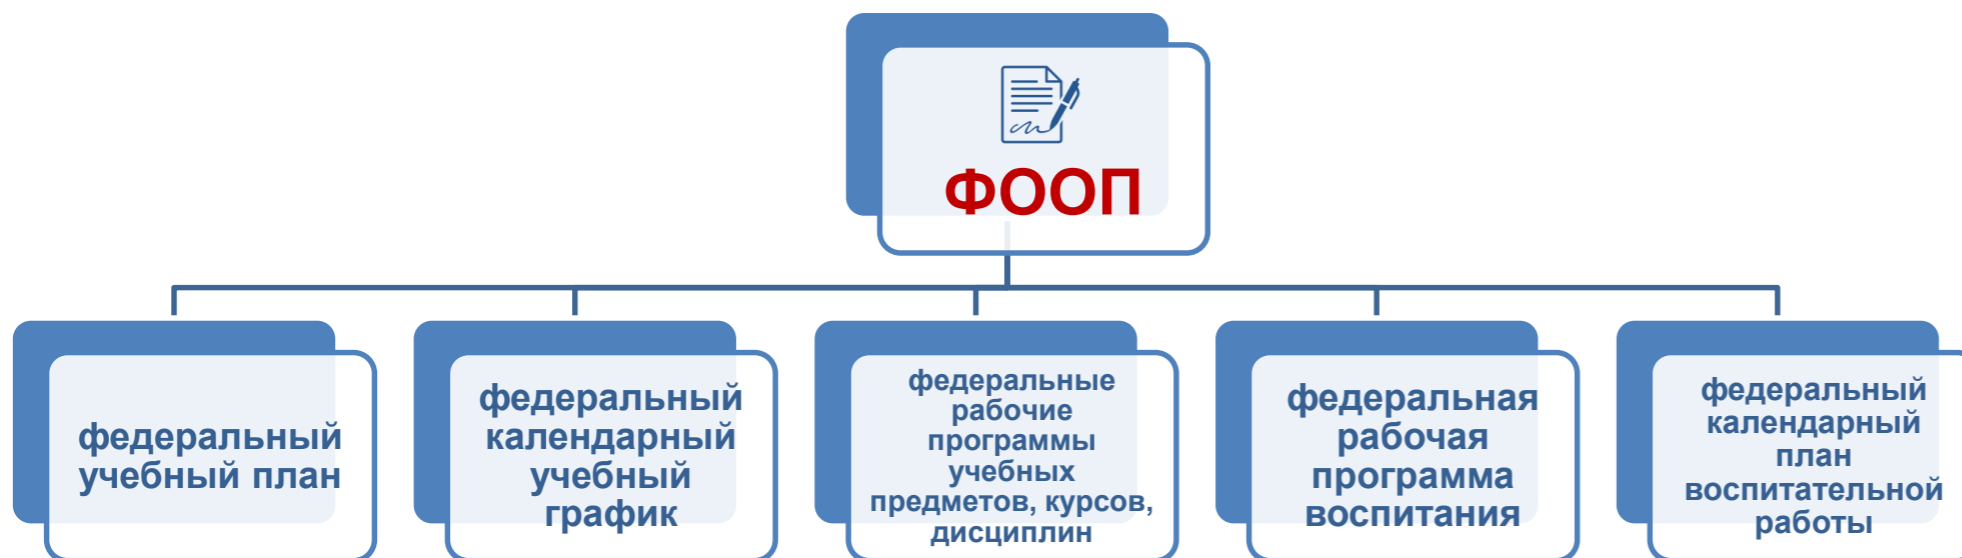 ФООП
федеральный
учебный план
федеральный
календарный
учебный
график
федеральные
рабочие
программы
учебных
предметов, курсов,
дисциплин
федеральная
рабочая
программа
воспитания
федеральный
календарный
план
воспитательной
работы